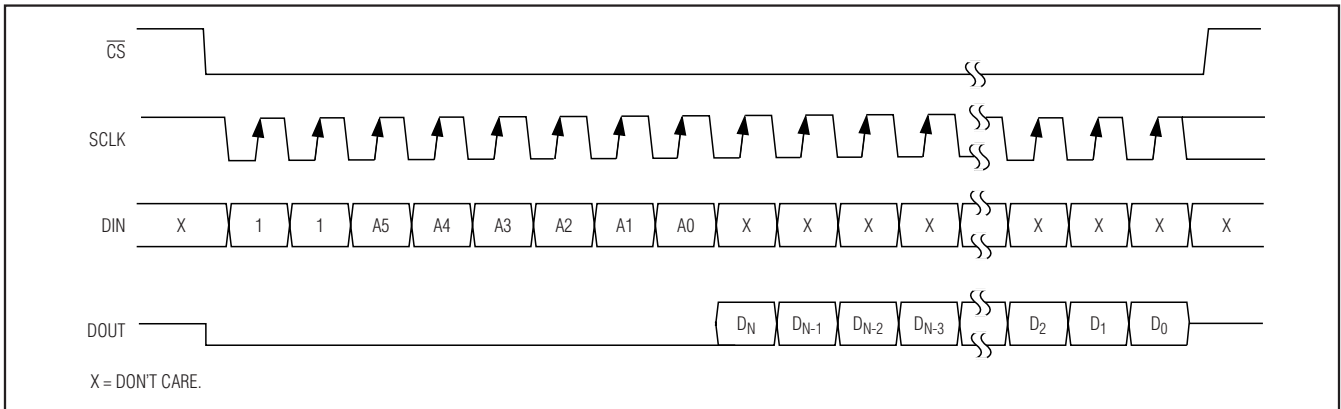 C̅S̅
SCLK
DIN X 1 1 A5 A4 A3 A2 A1 A0 X X X X X X X X
DOUT DN DN-1 DN-2 DN-3 D2 D1 D0
X = DON'T CARE.